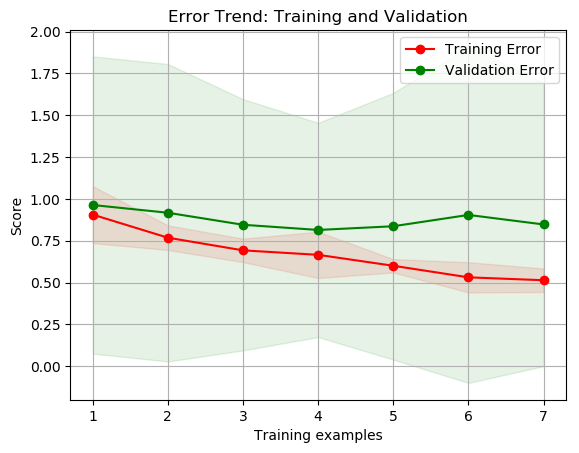 Error Trend: Training and Validation
Training Error
Validation Error
Score
2.00
1.75
1.50
1.25
1.00
0.75
0.50
0.25
0.00
1 2 3 4 5 6 7
Training examples